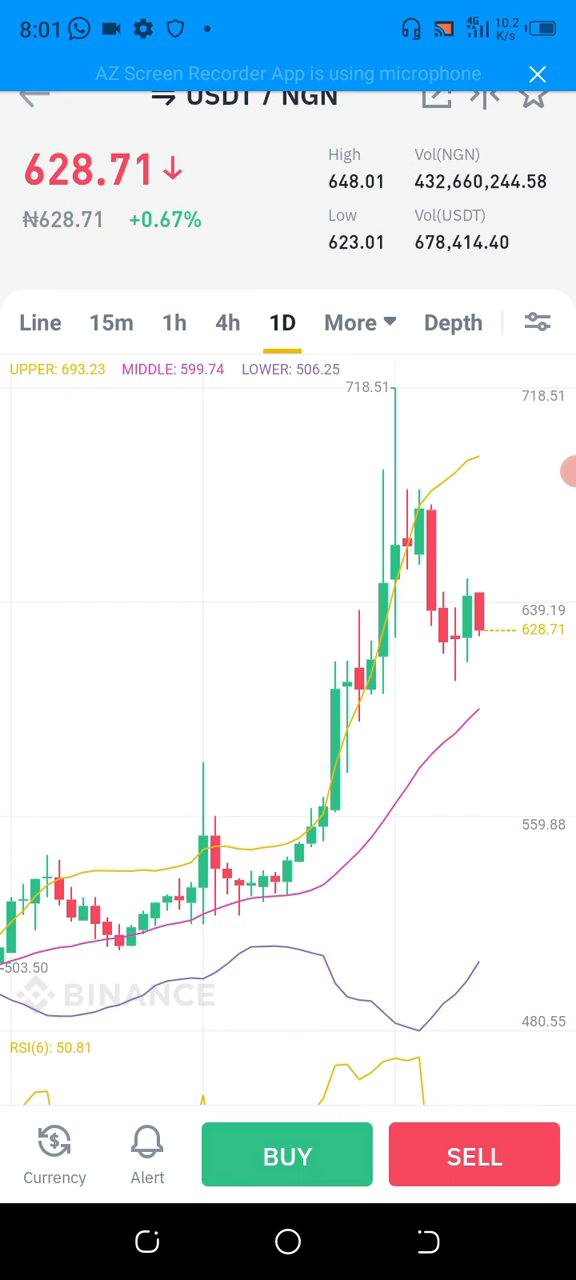 8:01
4G
10.2
K/s
AZ Screen Recorder App is using microphone
USDT / NGN
628.71
₦628.71 +0.67%
High
648.01
Low
623.01
Vol(NGN)
432,660,244.58
Vol(USDT)
678,414.40
Line 15m 1h 4h 1D More Depth
UPPER: 693.23 MIDDLE: 599.74 LOWER: 506.25
718.51
718.51
639.19
628.71
559.88
503.50
BINANCE
480.55
RSI(6): 50.81
Currency
Alert
BUY
SELL